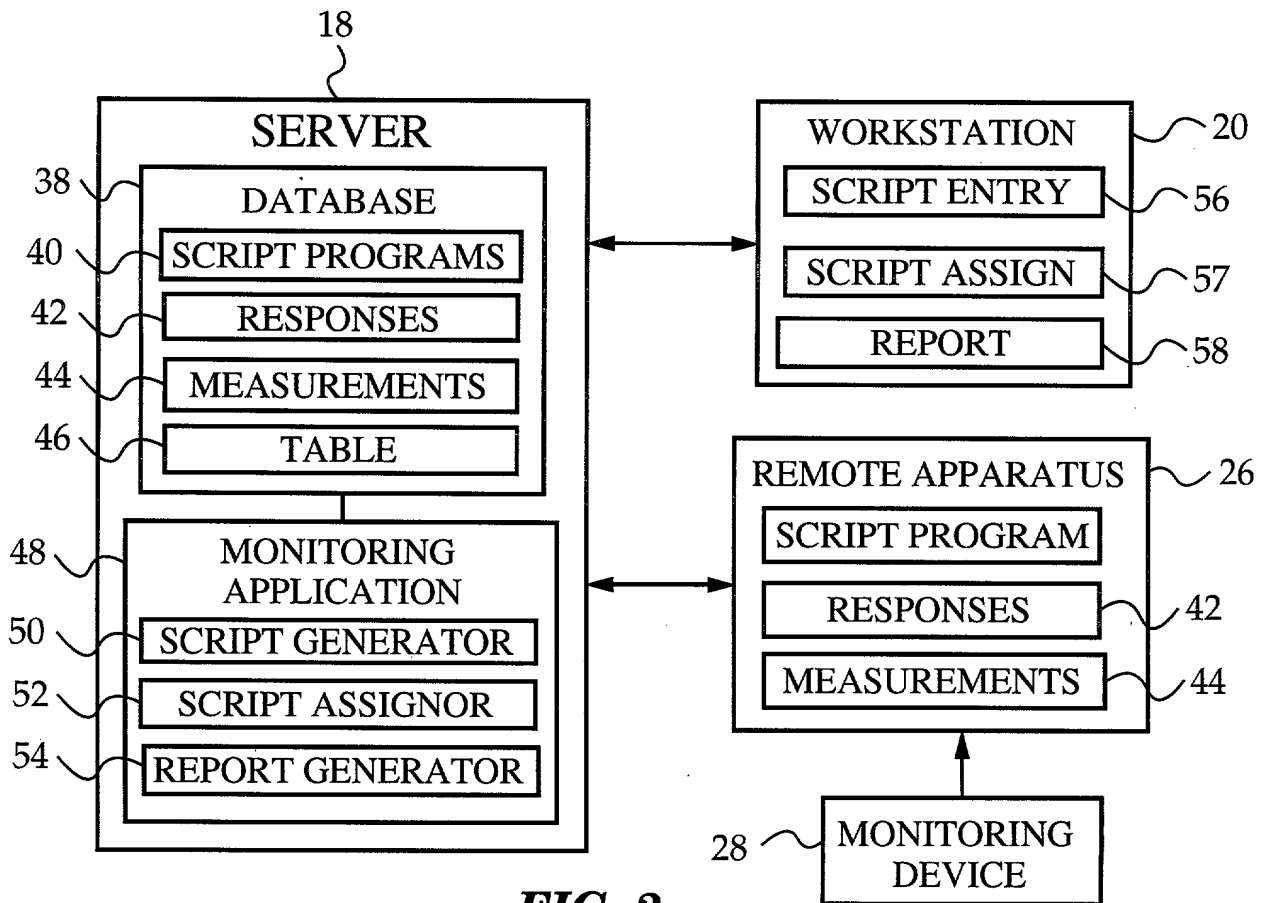 18
SERVER
38
DATABASE
40
SCRIPT PROGRAMS
42
RESPONSES
44
MEASUREMENTS
46
TABLE
48
MONITORING
APPLICATION
50
SCRIPT GENERATOR
52
SCRIPT ASSIGNOR
54
REPORT GENERATOR
WORKSTATION
20
SCRIPT ENTRY
56
SCRIPT ASSIGN
57
REPORT
58
REMOTE APPARATUS
26
SCRIPT PROGRAM
RESPONSES
42
MEASUREMENTS
44
28
MONITORING
DEVICE